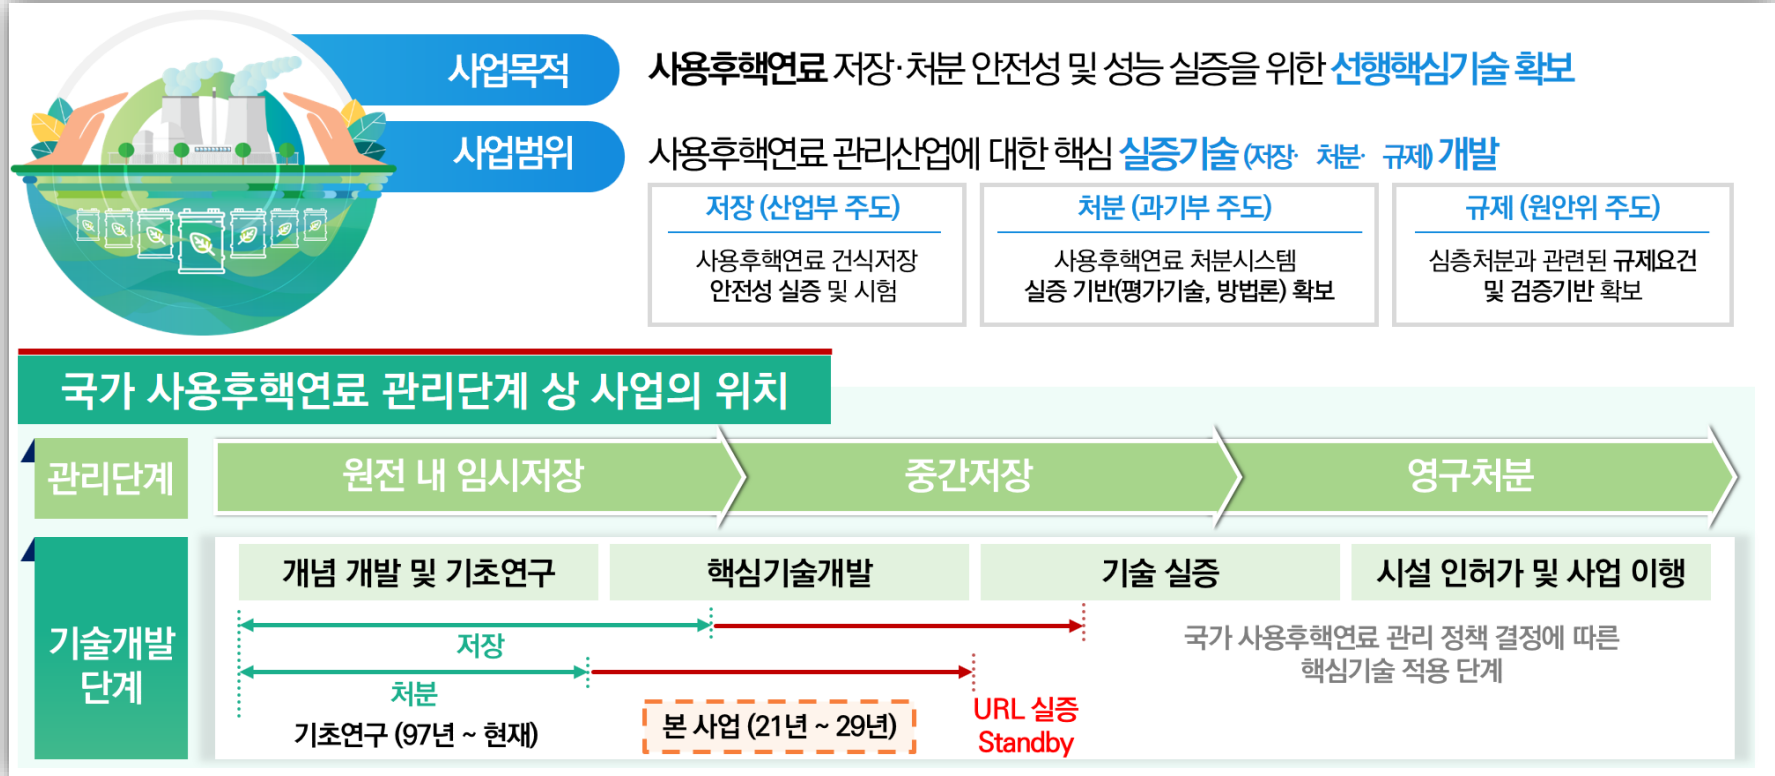 사업목적
사용후핵연료 저장·처분 안전성 및 성능 실증을 위한 선행핵심기술 확보
사업범위
사용후핵연료 관리산업에 대한 핵심 실증기술 (저장· 처분· 규제) 개발
저장 (산업부 주도)
사용후핵연료 건식저장
안전성 실증 및 시험
처분 (과기부 주도)
사용후핵연료 처분시스템
실증 기반(평가기술, 방법론) 확보
규제 (원안위 주도)
심층처분과 관련된 규제요건
및 검증기반 확보
국가 사용후핵연료 관리단계 상 사업의 위치
관리단계
원전 내 임시저장
중간저장
영구처분
기술개발
단계
개념 개발 및 기초연구
핵심기술개발
기술 실증
시설 인허가 및 사업 이행
저장
처분
기초연구 (97년 ~ 현재)
본 사업 (21년 ~ 29년)
URL 실증
Standby
국가 사용후핵연료 관리 정책 결정에 따른
핵심기술 적용 단계